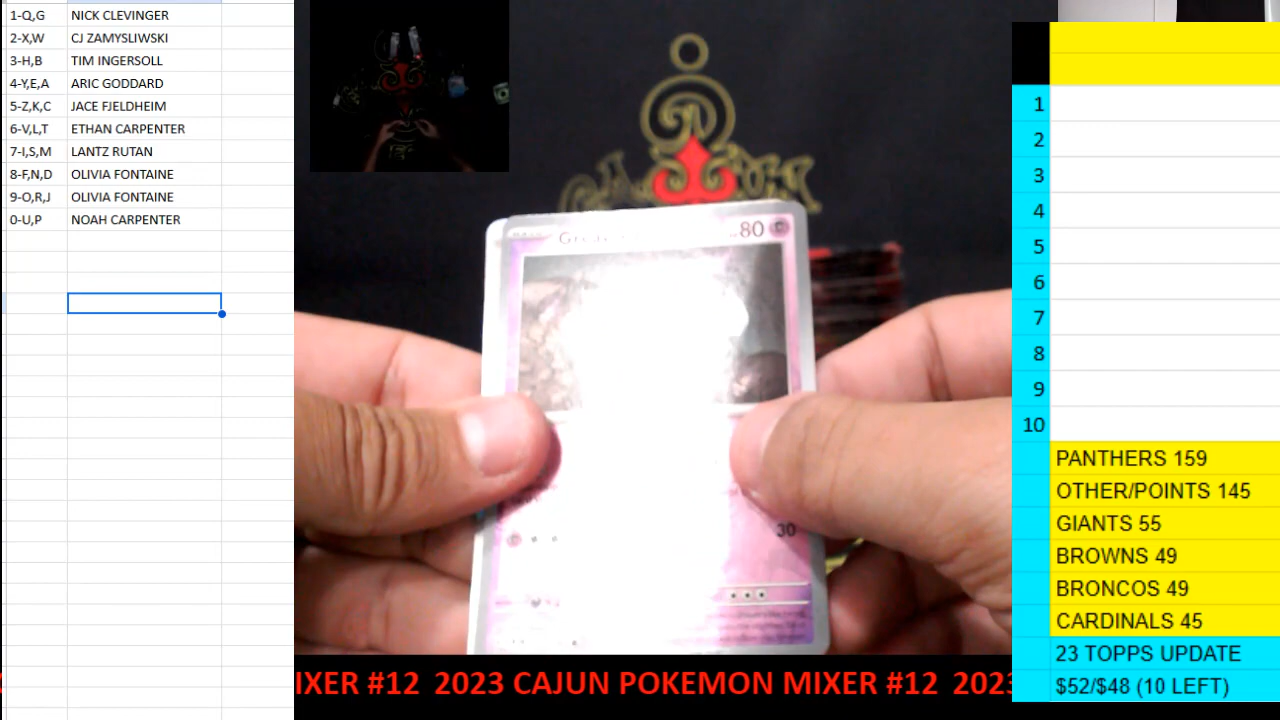 1-Q,G NICK CLEVINGER
2-X,W CJ ZAMYSLIWSKI
3-H,B TIM INGERSOLL
4-Y,E,A ARIC GODDARD
5-Z,K,C JACE FJELDHEIM
6-V,L,T ETHAN CARPENTER
7-I,S,M LANTZ RUTAN
8-F,N,D OLIVIA FONTAINE
9-O,R,J OLIVIA FONTAINE
0-U,P NOAH CARPENTER
80
30
1
2
3
4
5
6
7
8
9
10
PANTHERS 159
OTHER/POINTS 145
GIANTS 55
BROWNS 49
BRONCOS 49
CARDINALS 45
23 TOPPS UPDATE
$52/$48 (10 LEFT)
IXER #12 2023 CAJUN POKEMON MIXER #12 2023